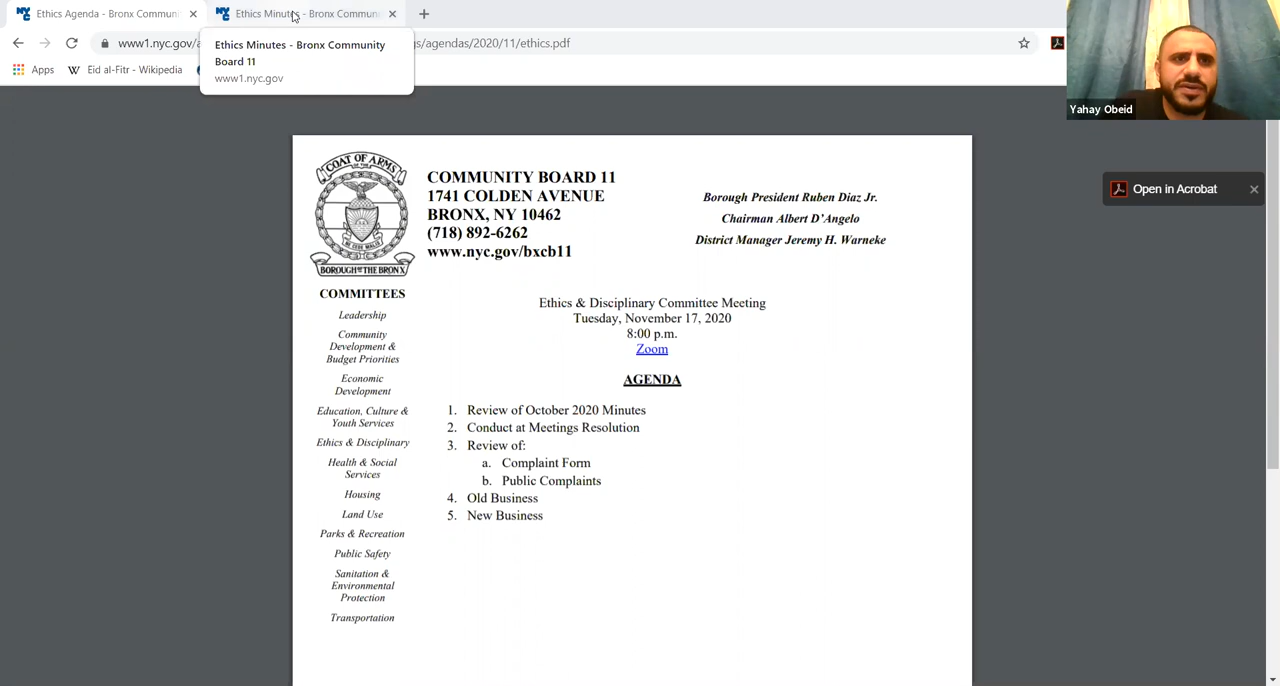 Ethics Agenda - Bronx Communi
Ethics Minutes - Bronx Commun
www1.nyc.gov/a
s/agendas/2020/11/ethics.pdf
Ethics Minutes - Bronx Community
Board 11
www1.nyc.gov
Apps
Eid al-Fitr - Wikipedia
Yahay Obeid
Open in Acrobat
COAT OF ARMS
OF THE
NE CEDE MALIS
BOROUGH OF THE BRONX
COMMUNITY BOARD 11
1741 COLDEN AVENUE
BRONX, NY 10462
(718) 892-6262
www.nyc.gov/bxcb11
Borough President Ruben Diaz Jr.
Chairman Albert D'Angelo
District Manager Jeremy H. Warneke
COMMITTEES
Leadership
Community
Development &
Budget Priorities
Economic
Development
Education, Culture &
Youth Services
Ethics & Disciplinary
Health & Social
Services
Housing
Land Use
Parks & Recreation
Public Safety
Sanitation &
Environmental
Protection
Transportation
Ethics & Disciplinary Committee Meeting
Tuesday, November 17, 2020
8:00 p.m.
Zoom
AGENDA
1. Review of October 2020 Minutes
2. Conduct at Meetings Resolution
3. Review of:
a. Complaint Form
b. Public Complaints
4. Old Business
5. New Business